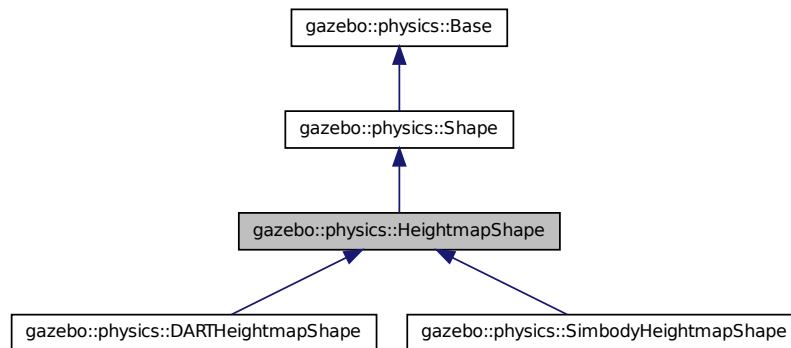 gazebo::physics::Base
gazebo::physics::Shape
gazebo::physics::HeightmapShape
gazebo::physics::DARTHeightmapShape
gazebo::physics::SimbodyHeightmapShape